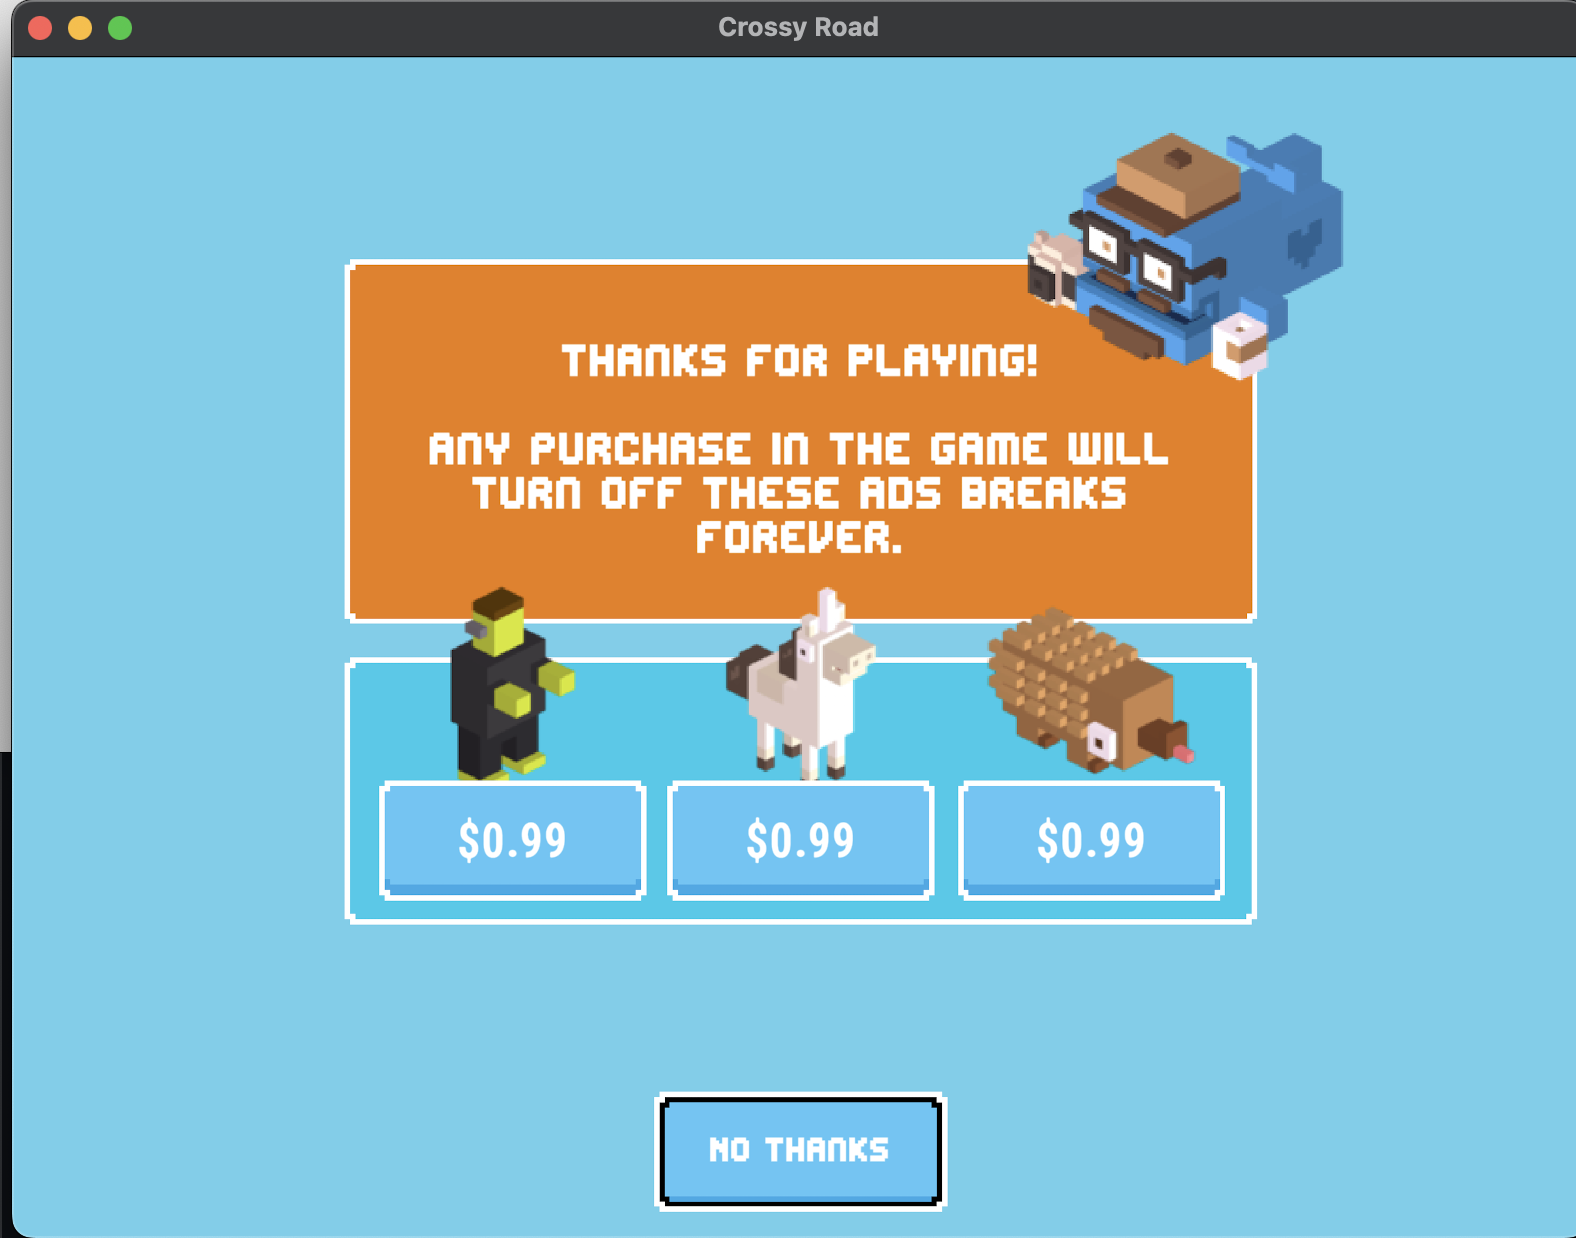 Crossy Road
THANKS FOR PLAYING!
ANY PURCHASE IN THE GAME WILL
TURN OFF THESE ADS BREAKS
FOREVER.
$0.99
$0.99
$0.99
NO THANKS